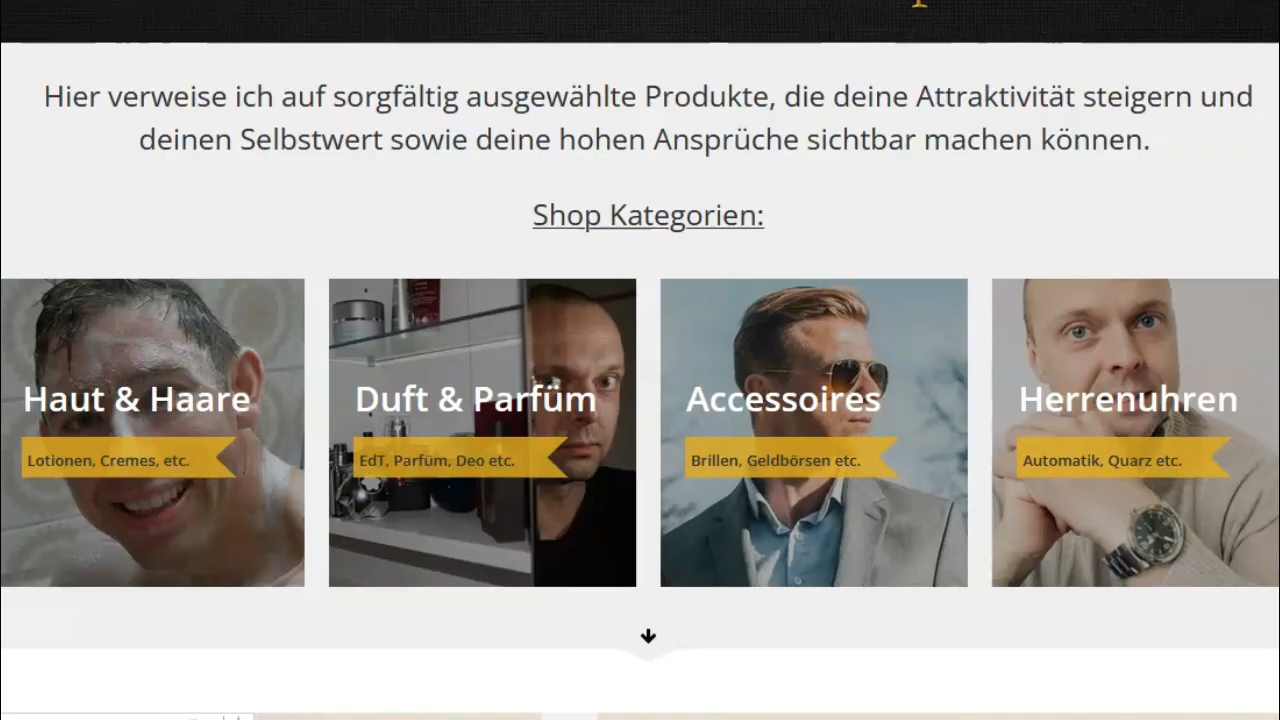 Hier verweise ich auf sorgfältig ausgewählte Produkte, die deine Attraktivität steigern und
deinen Selbstwert sowie deine hohen Ansprüche sichtbar machen können.
Shop Kategorien:
Haut & Haare
Lotionen, Cremes, etc.
Duft & Parfüm
EdT, Parfüm, Deo etc.
Accessoires
Brillen, Geldbörsen etc.
Herrenuhren
Automatik, Quarz etc.